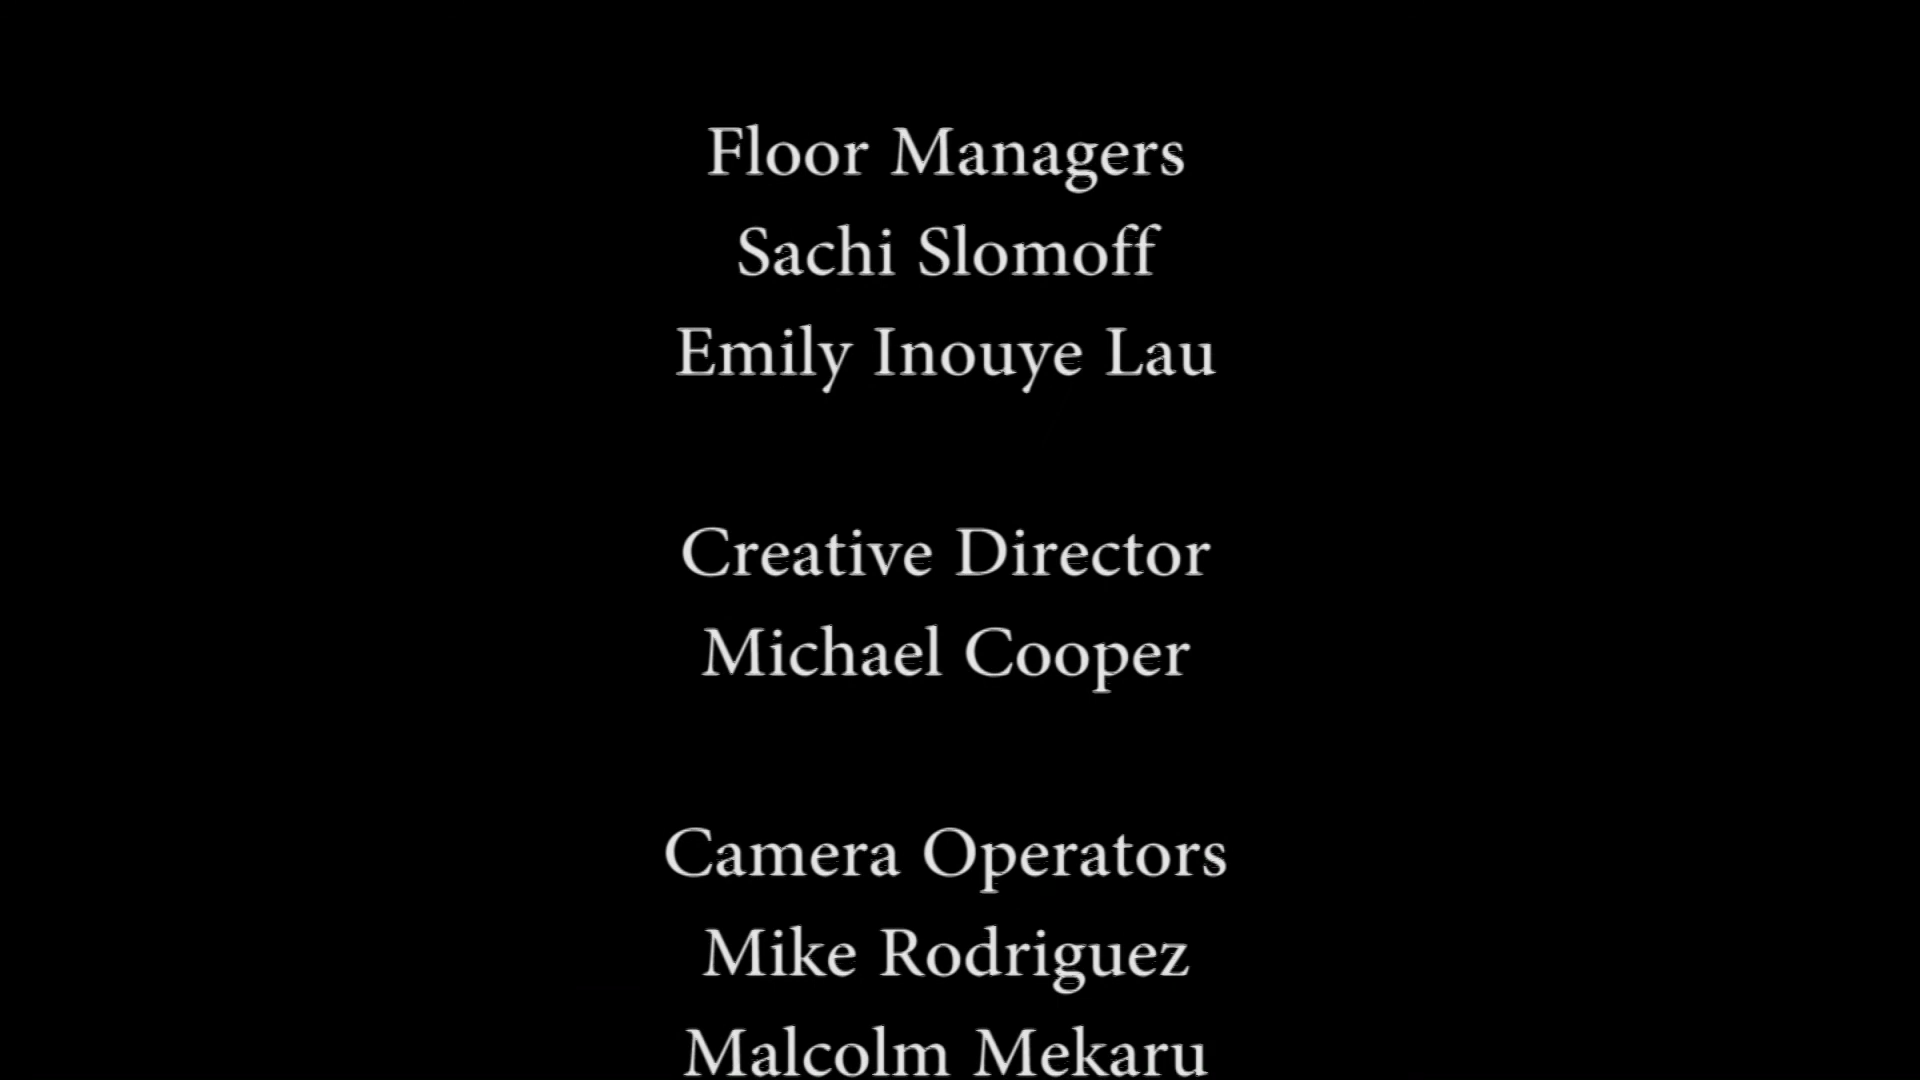 Floor Managers
Sachi Slomoff
Emily Inouye Lau
Creative Director
Michael Cooper
Camera Operators
Mike Rodriguez
Malcolm Mekaru